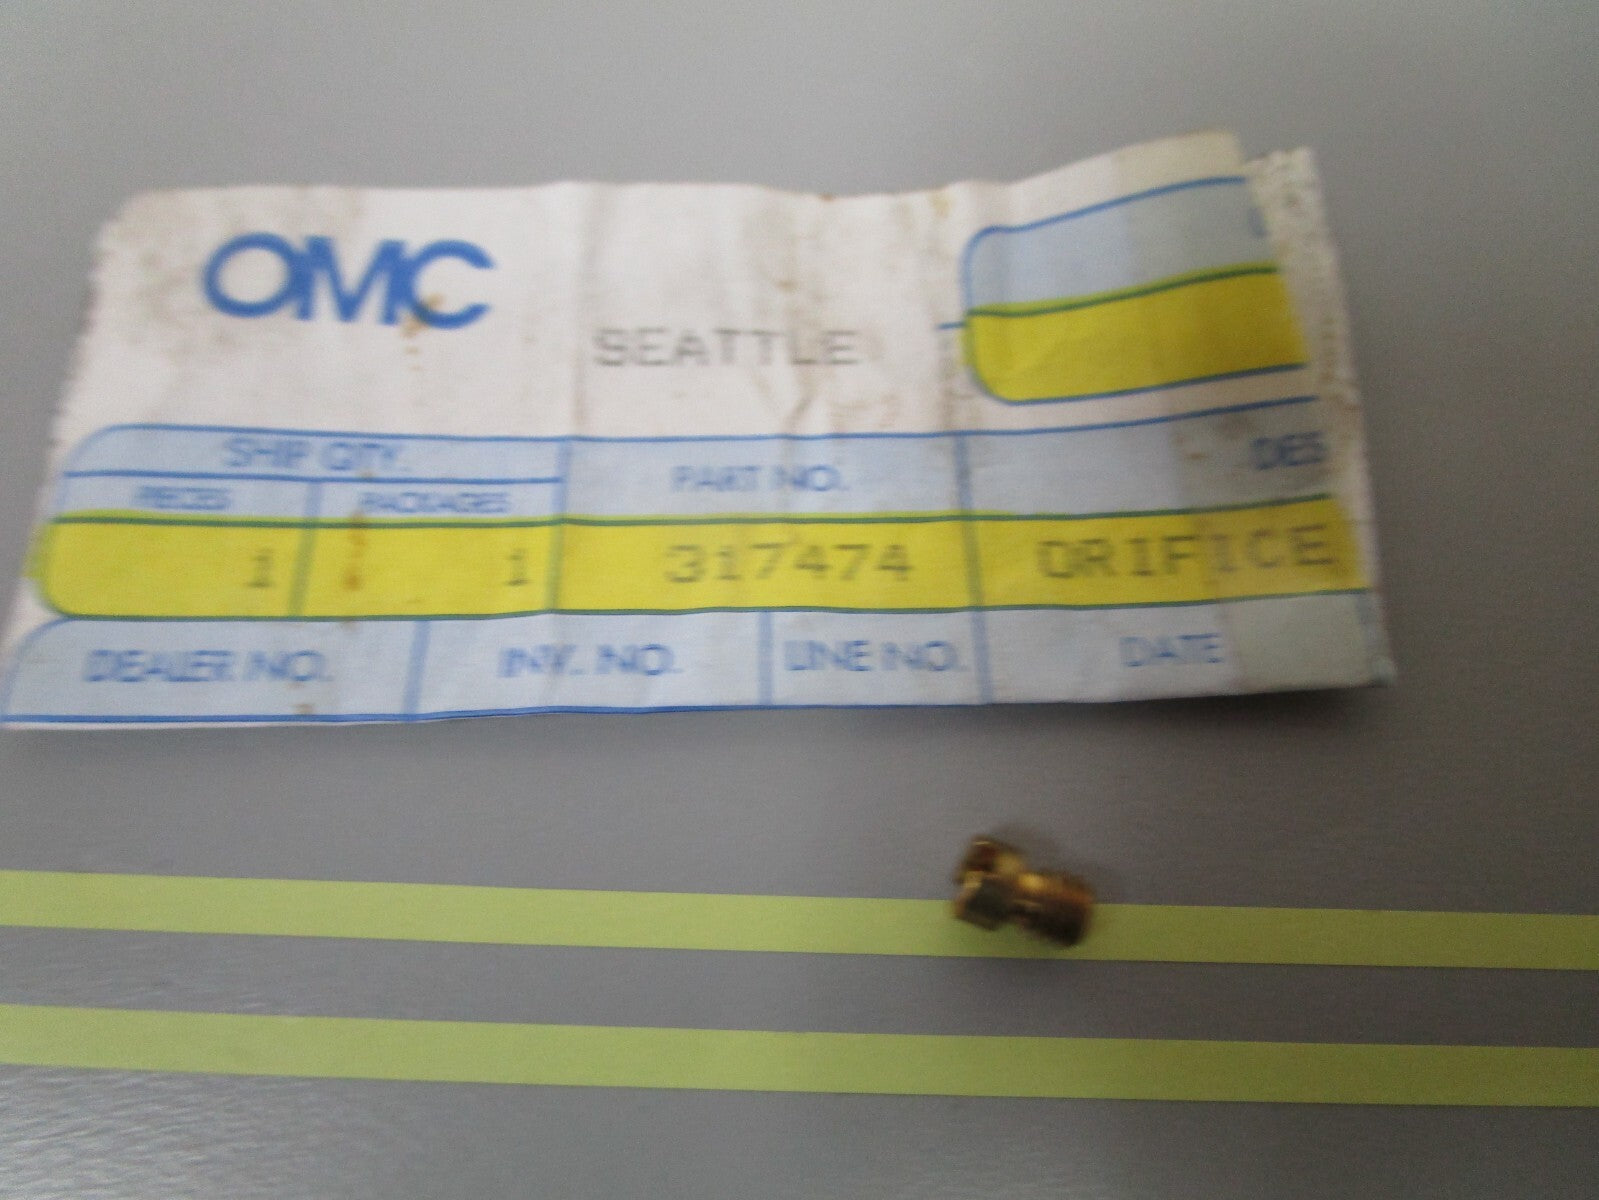 OMC
SEATTLE
SHIP QTY. PART NO. DES
PIECES PACKAGES
1 1 317474 ORIFICE
DEALER NO. INV. NO. LINE NO. DATE